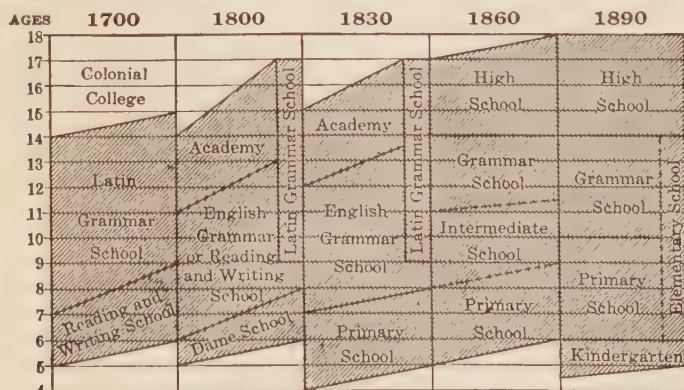 AGES 1700 1800 1830 1860 1890
18
17
16
15
14
13
12
11
10
9
8
7
6
5
4
Colonial
College
Latin
Grammar
School
Reading and
Writing School
Academy
English
Grammar
or Reading
and Writing
School
Dame School
Latin Grammar School
Academy
English
Grammar
School
Primary
School
Latin Grammar School
High
School
Grammar
School
Intermediate
School
Primary
School
High
School
Grammar
School
Primary
School
Kindergarten
Elementary School